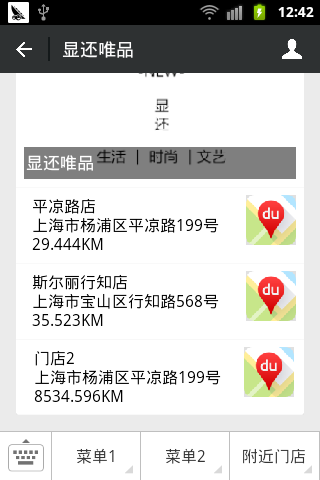 12:42
显还唯品
NEW
显
还
生活 | 时尚 | 文艺
显还唯品
平凉路店
上海市杨浦区平凉路199号
29.444KM
du
斯尔丽行知店
上海市宝山区行知路568号
35.523KM
du
门店2
上海市杨浦区平凉路199号
8534.596KM
du
菜单1
菜单2
附近门店